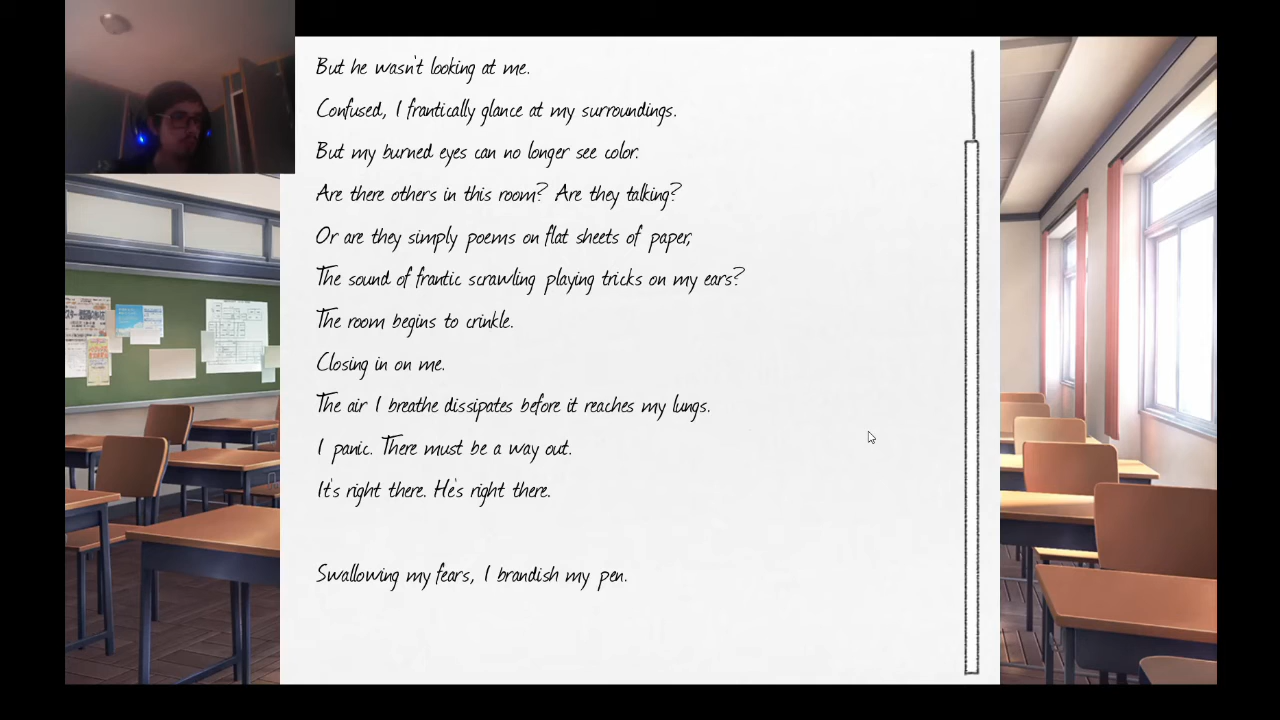 But he wasn't looking at me.
Confused, I frantically glance at my surroundings.
But my burned eyes can no longer see color.
Are there others in this room? Are they talking?
Or are they simply poems on flat sheets of paper,
The sound of frantic scrawling playing tricks on my ears?
The room begins to crinkle.
Closing in on me.
The air I breathe dissipates before it reaches my lungs.
I panic. There must be a way out.
It's right there. He's right there.
Swallowing my fears, I brandish my pen.